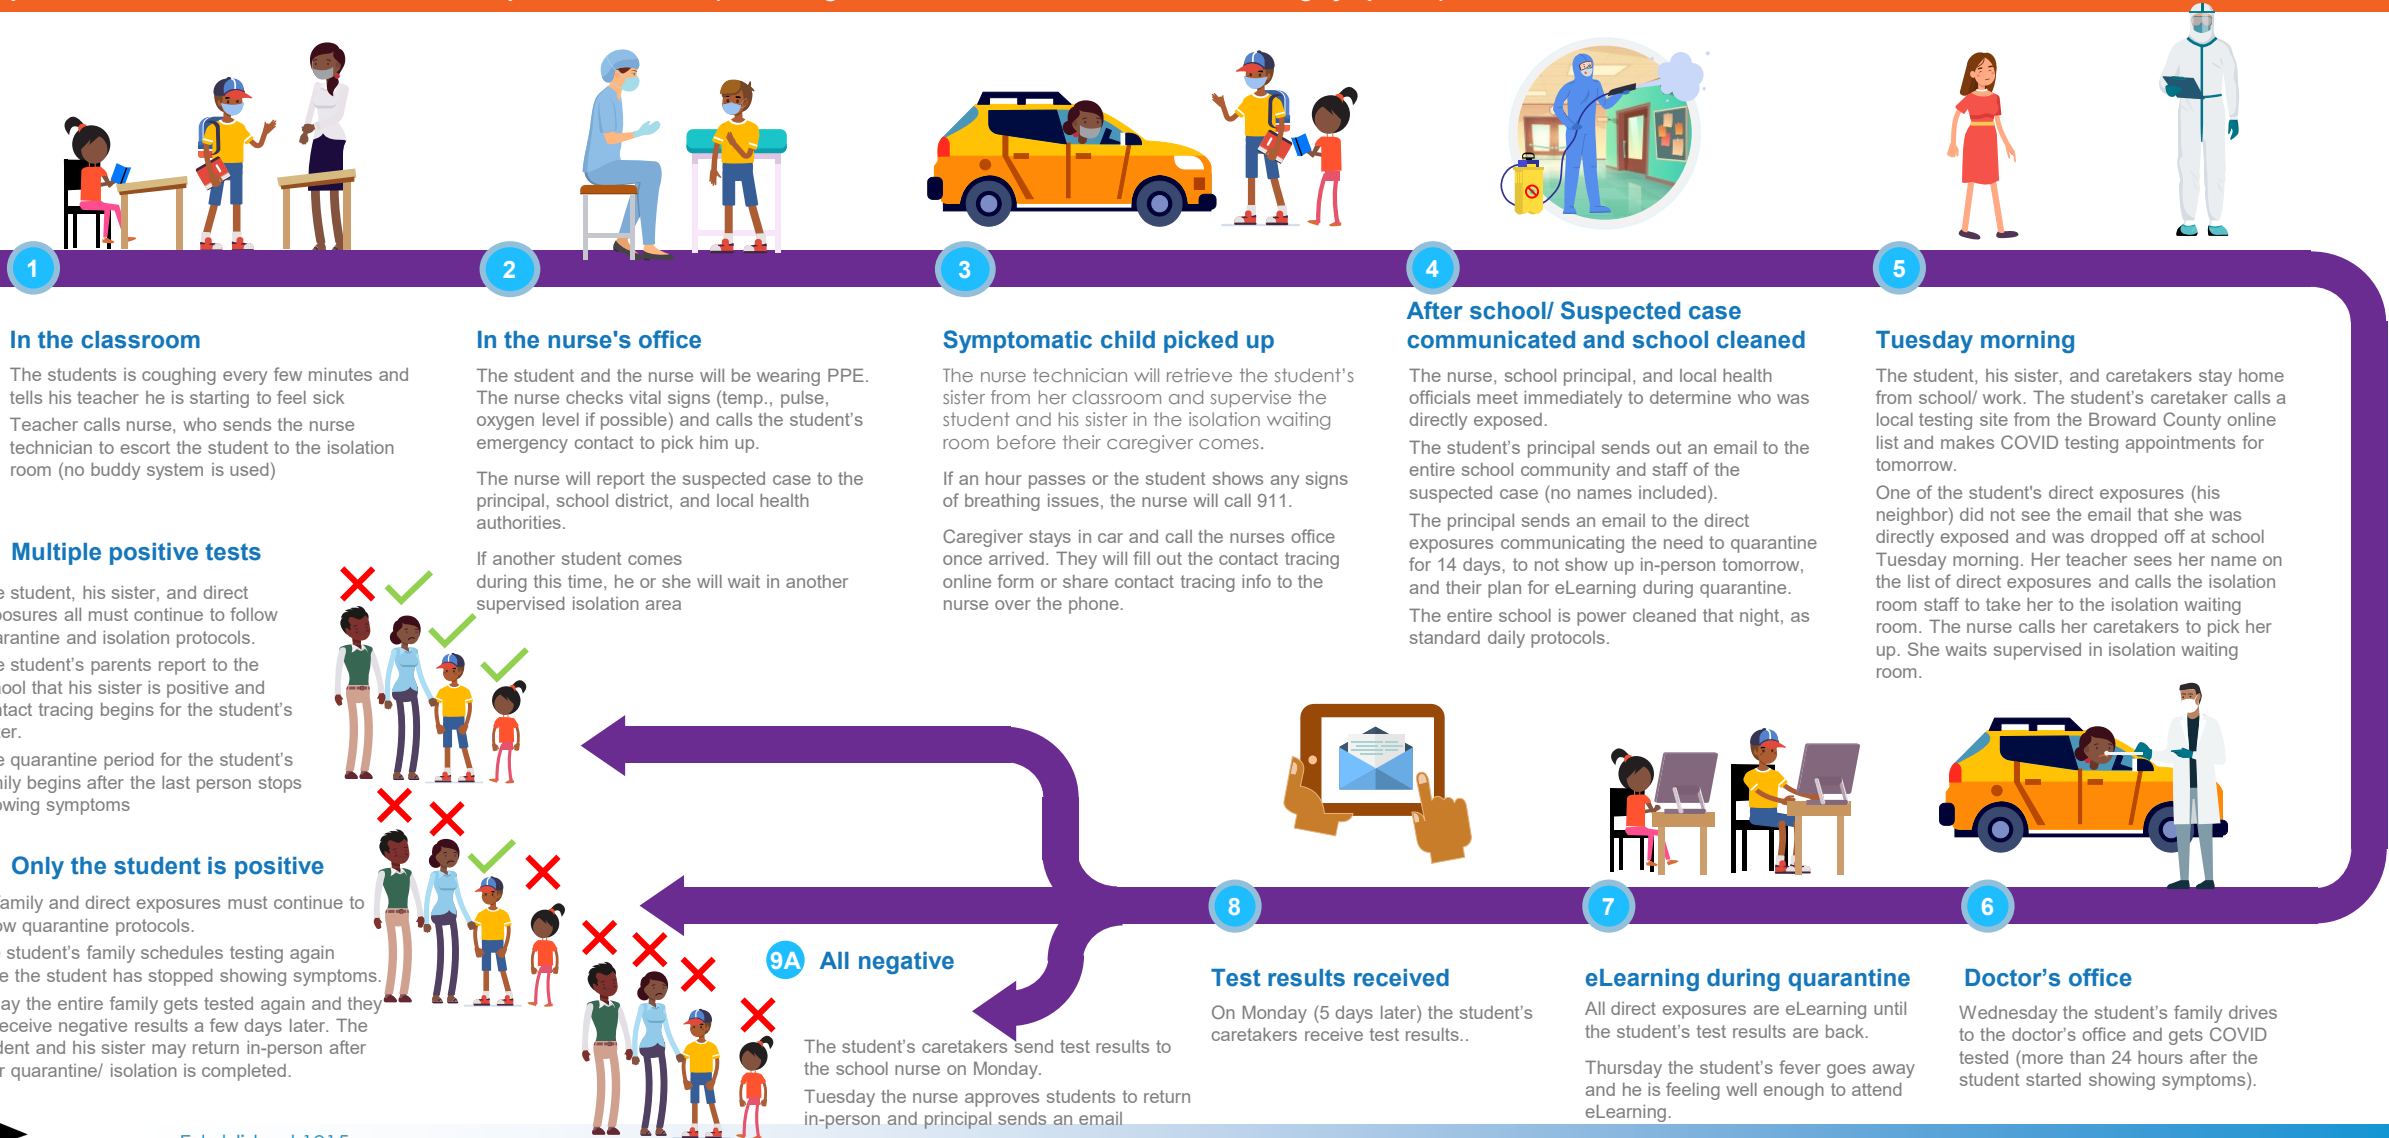 1
2
3
4
5
In the classroom
The students is coughing every few minutes and
tells his teacher he is starting to feel sick
Teacher calls nurse, who sends the nurse
technician to escort the student to the isolation
room (no buddy system is used)
In the nurse's office
The student and the nurse will be wearing PPE.
The nurse checks vital signs (temp., pulse,
oxygen level if possible) and calls the student's
emergency contact to pick him up.
The nurse will report the suspected case to the
principal, school district, and local health
authorities.
If another student comes
during this time, he or she will wait in another
supervised isolation area
Symptomatic child picked up
The nurse technician will retrieve the student's
sister from her classroom and supervise the
student and his sister in the isolation waiting
room before their caregiver comes.
If an hour passes or the student shows any signs
of breathing issues, the nurse will call 911.
Caregiver stays in car and call the nurses office
once arrived. They will fill out the contact tracing
online form or share contact tracing info to the
nurse over the phone.
After school/ Suspected case
communicated and school cleaned
The nurse, school principal, and local health
officials meet immediately to determine who was
directly exposed.
The student's principal sends out an email to the
entire school community and staff of the
suspected case (no names included).
The principal sends an email to the direct
exposures communicating the need to quarantine
for 14 days, to not show up in-person tomorrow,
and their plan for eLearning during quarantine.
The entire school is power cleaned that night, as
standard daily protocols.
Tuesday morning
The student, his sister, and caretakers stay home
from school/ work. The student's caretaker calls a
local testing site from the Broward County online
list and makes COVID testing appointments for
tomorrow.
One of the student's direct exposures (his
neighbor) did not see the email that she was
directly exposed and was dropped off at school
Tuesday morning. Her teacher sees her name on
the list of direct exposures and calls the isolation
room staff to take her to the isolation waiting
room. The nurse calls her caretakers to pick her
up. She waits supervised in isolation waiting
room.
6
Doctor's office
Wednesday the student's family drives
to the doctor's office and gets COVID
tested (more than 24 hours after the
student started showing symptoms).
7
eLearning during quarantine
All direct exposures are eLearning until
the student's test results are back.
Thursday the student's fever goes away
and he is feeling well enough to attend
eLearning.
8
Test results received
On Monday (5 days later) the student's
caretakers receive test results..
9A All negative
The student's caretakers send test results to
the school nurse on Monday.
Tuesday the nurse approves students to return
in-person and principal sends an email
Multiple positive tests
student, his sister, and direct
all must continue to follow
and isolation protocols.
student's parents report to the
that his sister is positive and
tracing begins for the student's
quarantine period for the student's
begins after the last person stops
symptoms
Only the student is positive
family and direct exposures must continue to
quarantine protocols.
student's family schedules testing again
the student has stopped showing symptoms.
the entire family gets tested again and they
negative results a few days later. The
and his sister may return in-person after
quarantine/ isolation is completed.